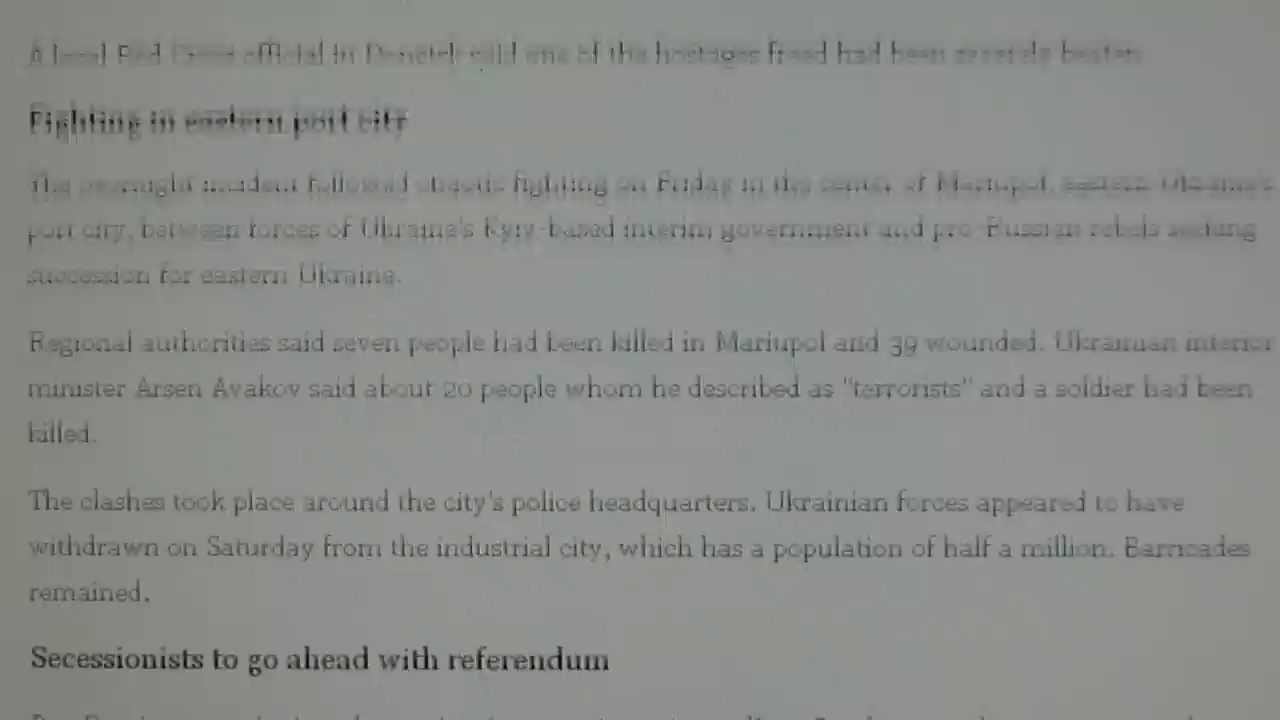 A local Red Cross official in Donetsk said one of the hostages freed had been severely beaten.
Fighting in eastern port city
The overnight incident followed chaotic fighting on Friday in the center of Mariupol, eastern Ukraine's
port city, between forces of Ukraine's Kyiv-based interim government and pro-Russian rebels seeking
succession for eastern Ukraine.
Regional authorities said seven people had been killed in Mariupol and 39 wounded. Ukrainian interior
minister Arsen Avakov said about 20 people whom he described as "terrorists" and a soldier had been
killed.
The clashes took place around the city's police headquarters. Ukrainian forces appeared to have
withdrawn on Saturday from the industrial city, which has a population of half a million. Barricades
remained.
Secessionists to go ahead with referendum